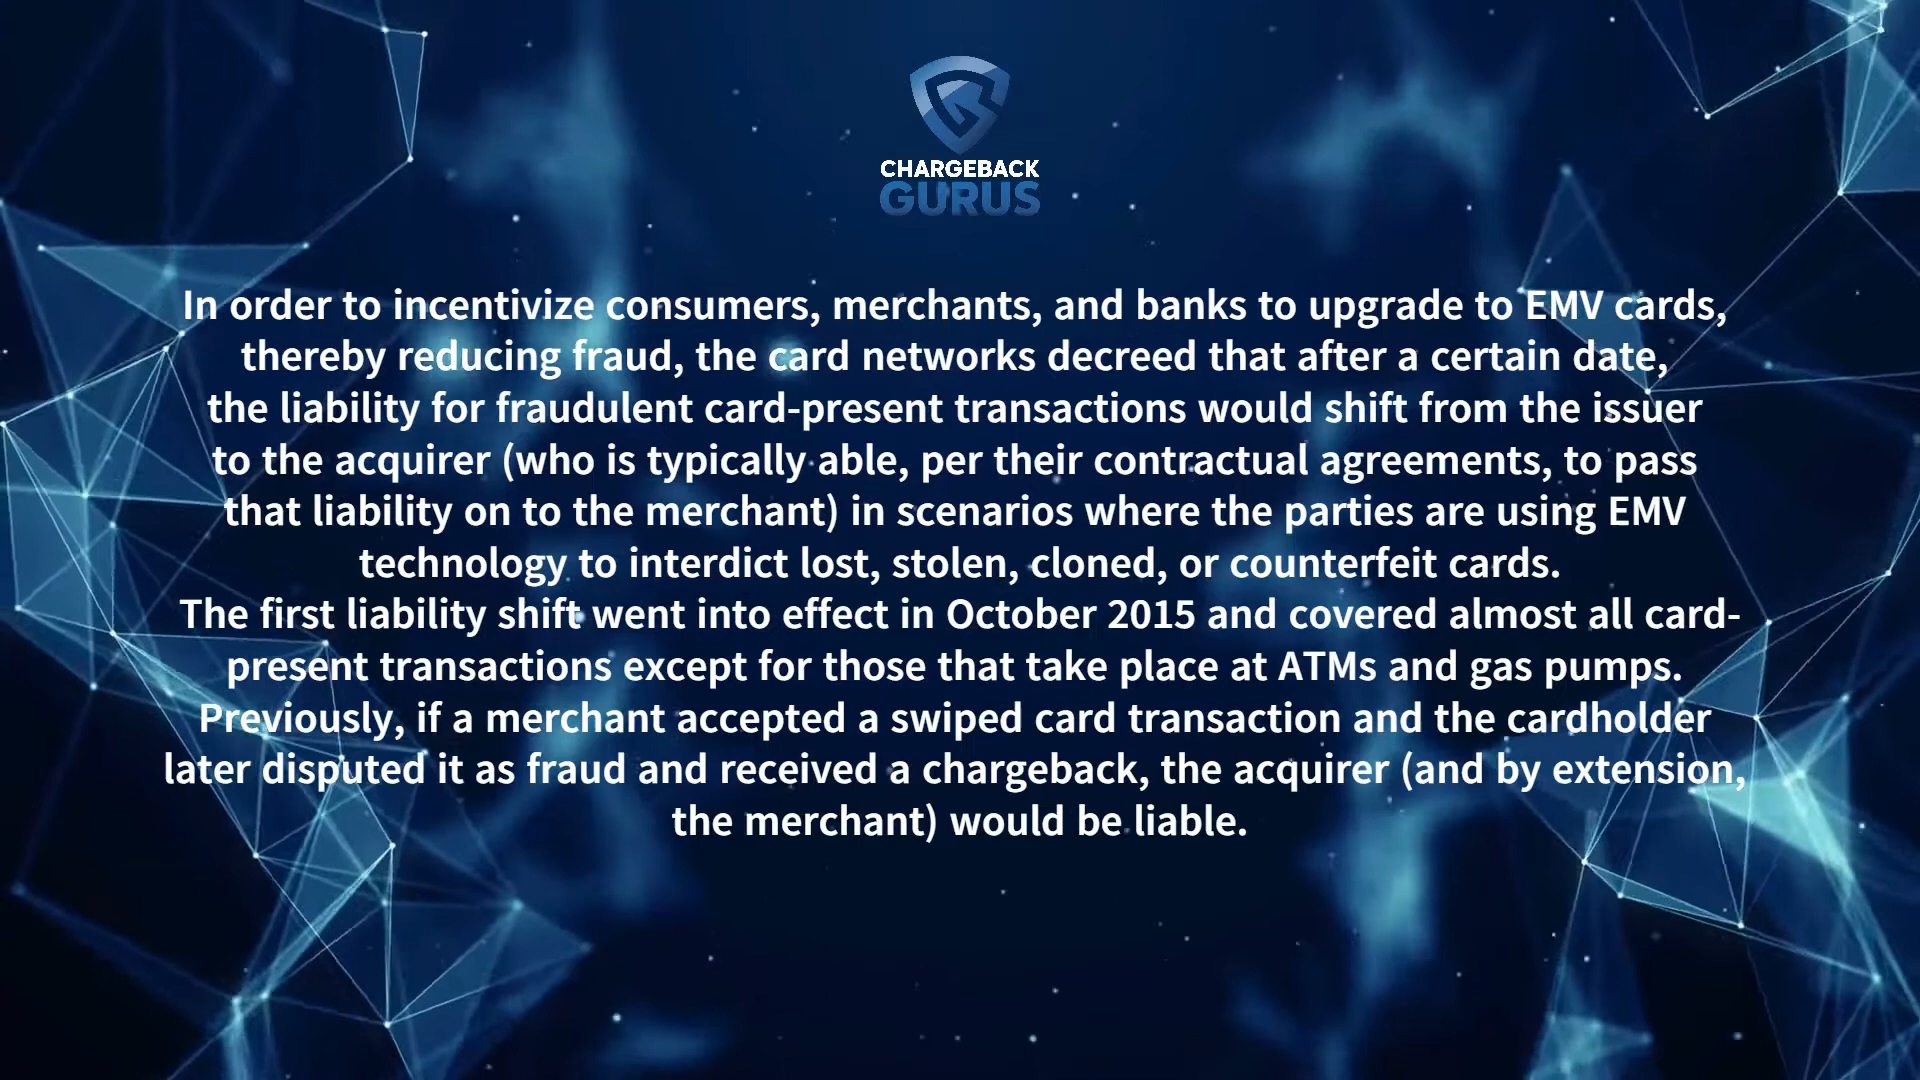 CHARGEBACK
GURUS
In order to incentivize consumers, merchants, and banks to upgrade to EMV cards,
thereby reducing fraud, the card networks decreed that after a certain date,
the liability for fraudulent card-present transactions would shift from the issuer
to the acquirer (who is typically able, per their contractual agreements, to pass
that liability on to the merchant) in scenarios where the parties are using EMV
technology to interdict lost, stolen, cloned, or counterfeit cards.
The first liability shift went into effect in October 2015 and covered almost all card-
present transactions except for those that take place at ATMs and gas pumps.
Previously, if a merchant accepted a swiped card transaction and the cardholder
later disputed it as fraud and received a chargeback, the acquirer (and by extension,
the merchant) would be liable.